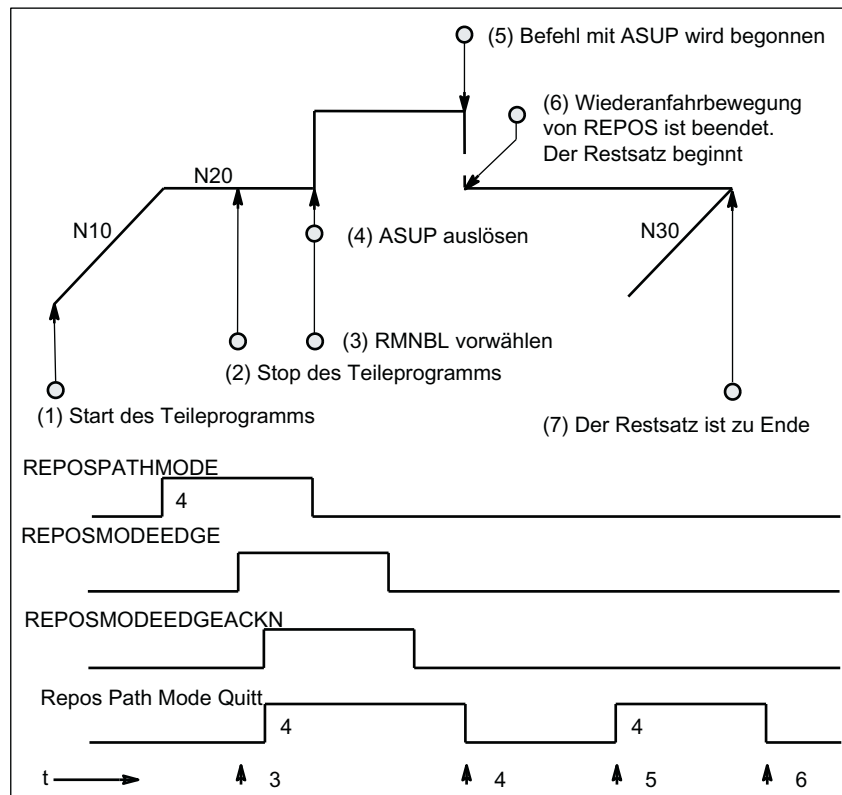 (5) Befehl mit ASUP wird begonnen
(6) Wiederanfahrbewegung
von REPOS ist beendet.
Der Restsatz beginnt
N20
N10
N30
(4) ASUP auslösen
(3) RMNBL vorwählen
(2) Stop des Teileprogramms
(1) Start des Teileprogramms
(7) Der Restsatz ist zu Ende
REPOSPATHMODE
4
REPOSMODEEDGE
REPOSMODEEDGEACKN
Repos Path Mode Quitt.
4
4
t
3
4
5
6